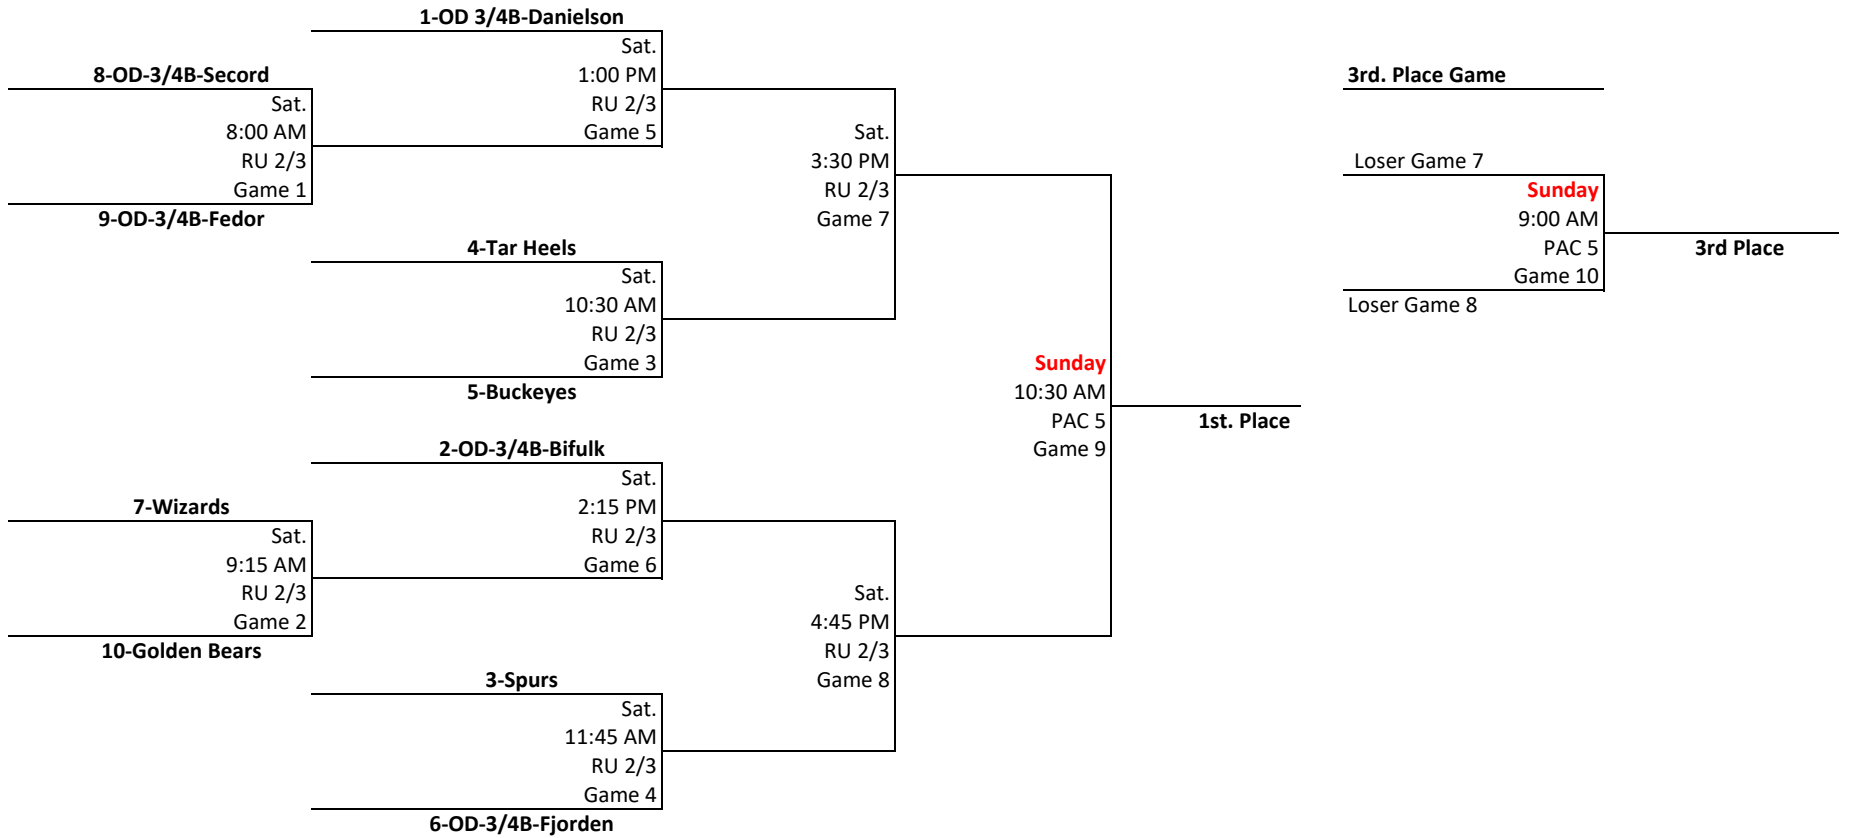 1-OD 3/4B-Danielson
Sat.
1:00 PM
RU 2/3
Game 5
8-OD-3/4B-Secord
Sat.
8:00 AM
RU 2/3
Game 1
9-OD-3/4B-Fedor
Sat.
3:30 PM
RU 2/3
Game 7
4-Tar Heels
Sat.
10:30 AM
RU 2/3
Game 3
5-Buckeyes
Sunday
10:30 AM
PAC 5
Game 9
1st. Place
2-OD-3/4B-Bifulk
Sat.
2:15 PM
RU 2/3
Game 6
7-Wizards
Sat.
9:15 AM
RU 2/3
Game 2
10-Golden Bears
Sat.
4:45 PM
RU 2/3
Game 8
3-Spurs
Sat.
11:45 AM
RU 2/3
Game 4
6-OD-3/4B-Fjorden
3rd. Place Game
Loser Game 7
Sunday
9:00 AM
PAC 5
Game 10
3rd Place
Loser Game 8